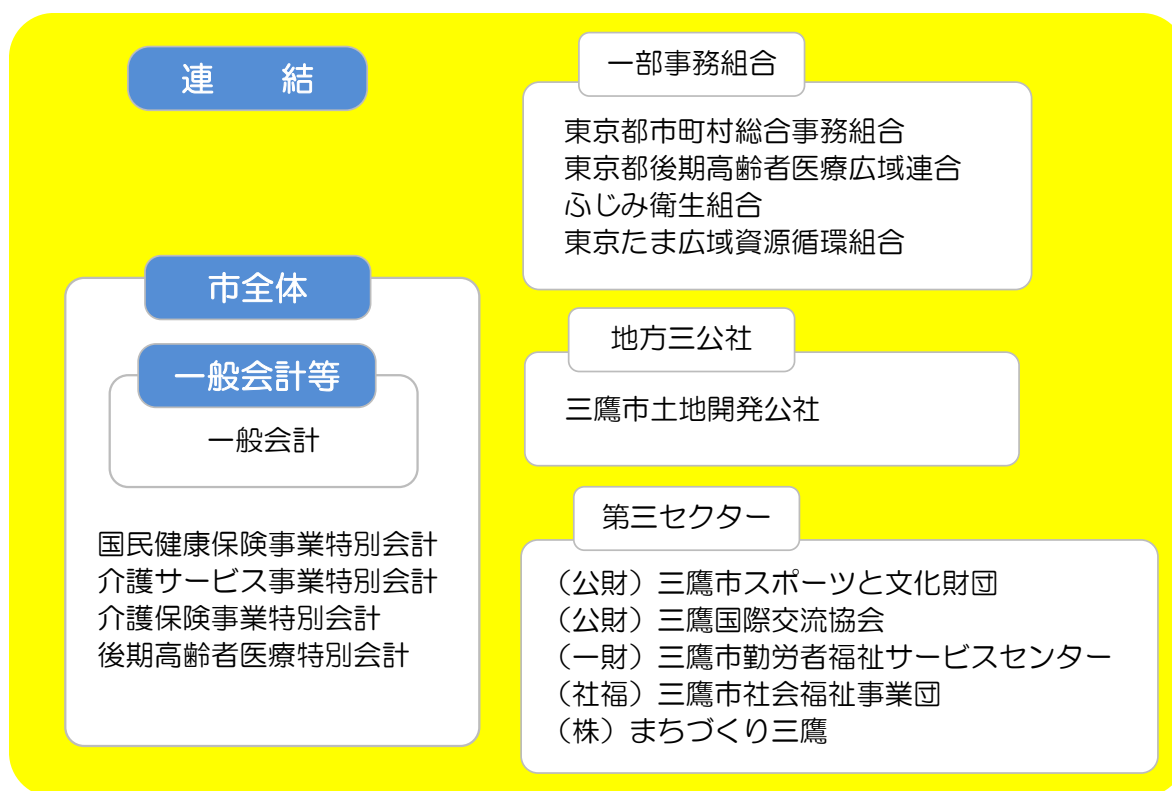 連　　結
市全体
一般会計等
一般会計
国民健康保険事業特別会計
介護サービス事業特別会計
介護保険事業特別会計
後期高齢者医療特別会計
一部事務組合
東京都市町村総合事務組合
東京都後期高齢者医療広域連合
ふじみ衛生組合
東京たま広域資源循環組合
地方三公社
三鷹市土地開発公社
第三セクター
（公財）三鷹市スポーツと文化財団
（公財）三鷹国際交流協会
（一財）三鷹市勤労者福祉サービスセンター
（社福）三鷹市社会福祉事業団
（株）まちづくり三鷹